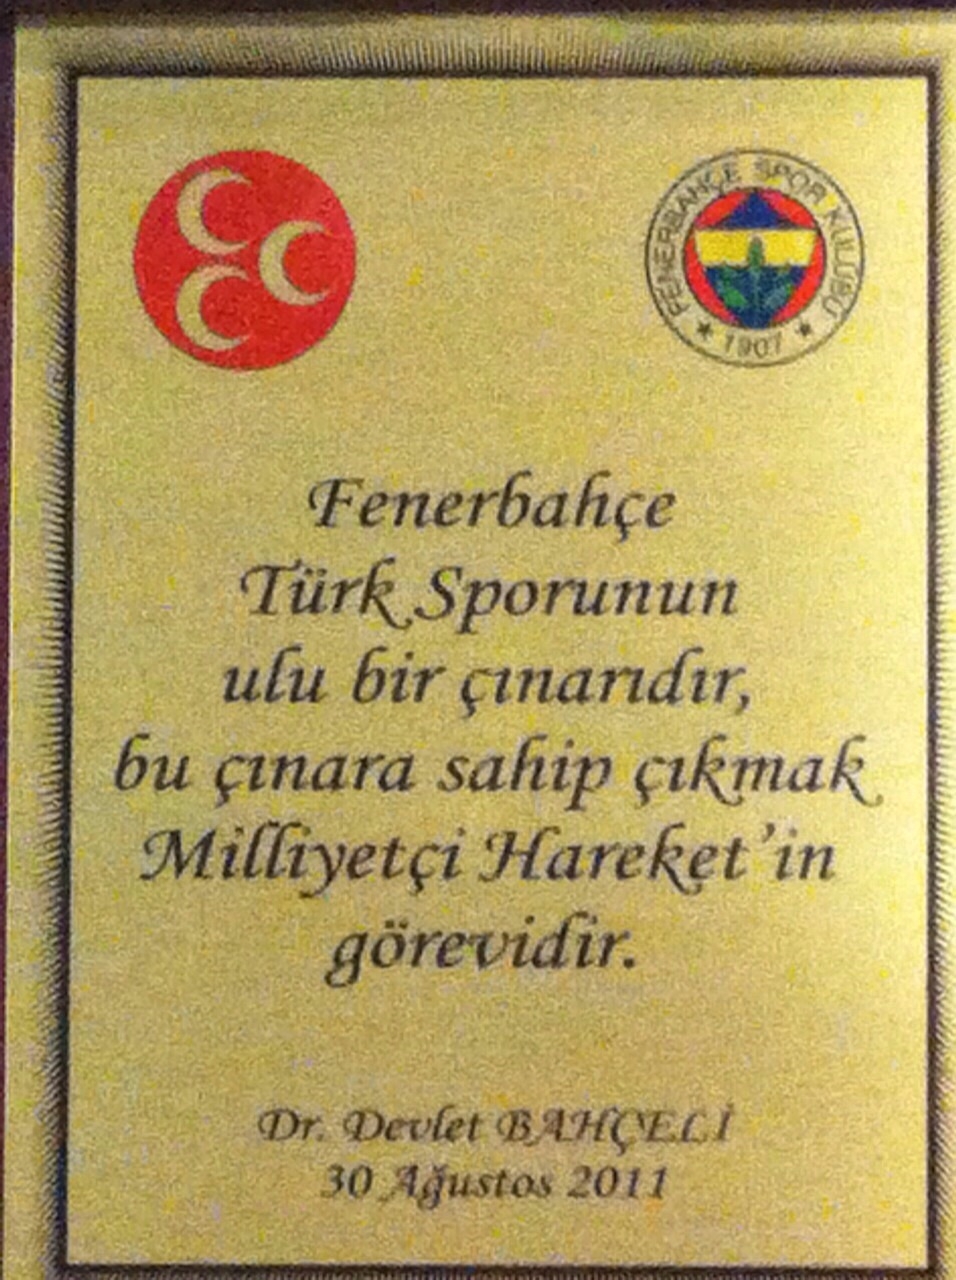 FENERBAHÇE SPOR KULÜBÜ
★ 1907 ★
Fenerbahçe
Türk Sporunun
ulu bir çınarıdır,
bu çınara sahip çıkmak
Milliyetçi Hareket'in
görevidir.
Dr. Devlet BAHÇELİ
30 Ağustos 2011